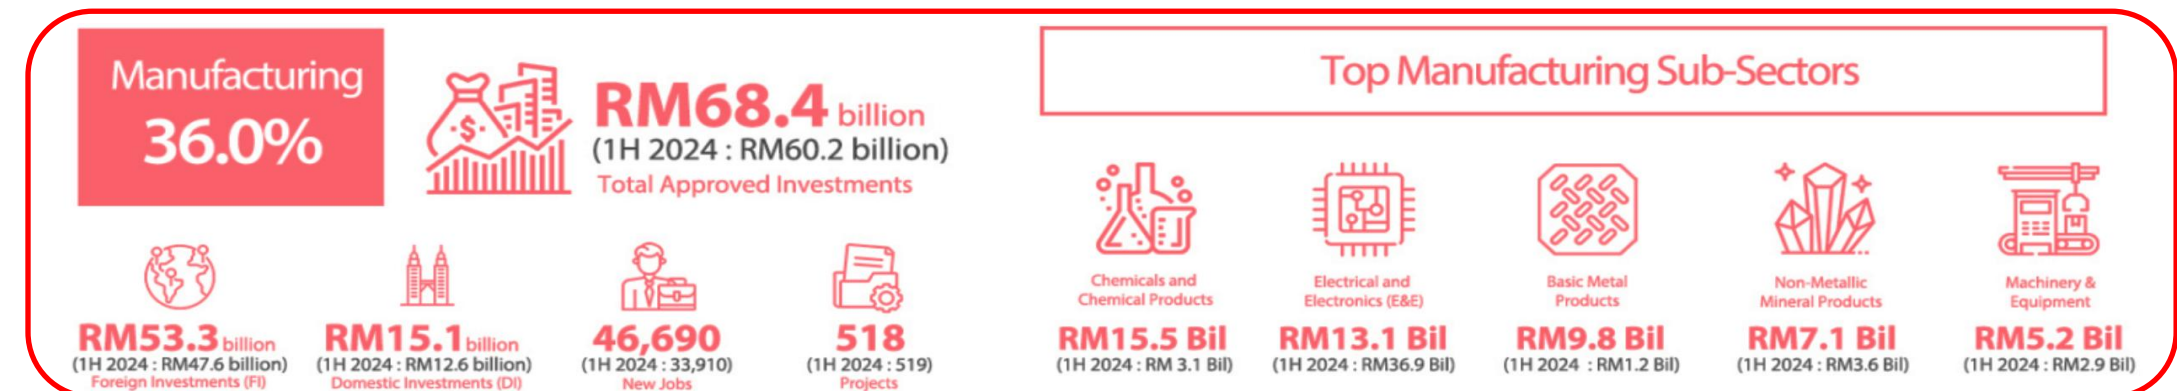 Manufacturing
36.0%
RM68.4 billion
(1H 2024 : RM60.2 billion)
Total Approved Investments
RM53.3 billion
(1H 2024 : RM47.6 billion)
Foreign Investments (FI)
RM15.1 billion
(1H 2024 : RM12.6 billion)
Domestic Investments (DI)
46,690
(1H 2024 : 33,910)
New Jobs
518
(1H 2024 : 519)
Projects
Top Manufacturing Sub-Sectors
Chemicals and
Chemical Products
RM15.5 Bil
(1H 2024 : RM 3.1 Bil)
Electrical and
Electronics (E&E)
RM13.1 Bil
(1H 2024 : RM36.9 Bil)
Basic Metal
Products
RM9.8 Bil
(1H 2024 : RM1.2 Bil)
Non-Metallic
Mineral Products
RM7.1 Bil
(1H 2024 : RM3.6 Bil)
Machinery &
Equipment
RM5.2 Bil
(1H 2024 : RM2.9 Bil)